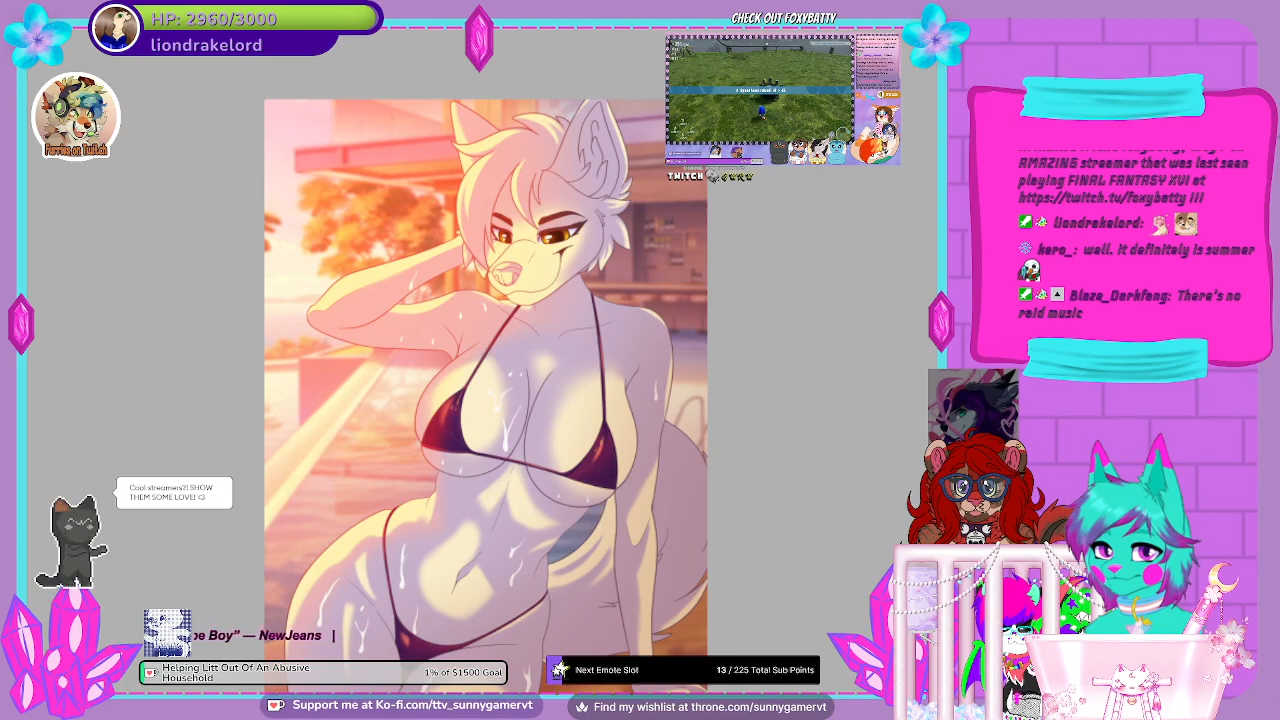 HP: 2960/3000
liondrakelord
CHECK OUT FOXYBATTY
Furries on Twitch
TWITCH
AMAZING streamer that was last seen
playing FINAL FANTASY XVI at
https://twitch.tv/foxybatty !!!
liondrakelord:
kero_: well. it definitely is summer
Blaze_Darkfang: There's no
raid music
Cool streamers?! SHOW
THEM SOME LOVE! <3
pe Boy” — NewJeans |
Helping Litt Out Of An Abusive
Household
1% of $1500 Goal
Next Emote Slot
13 / 225 Total Sub Points
Support me at Ko-fi.com/ttv_sunnygamervt
Find my wishlist at throne.com/sunnygamervt